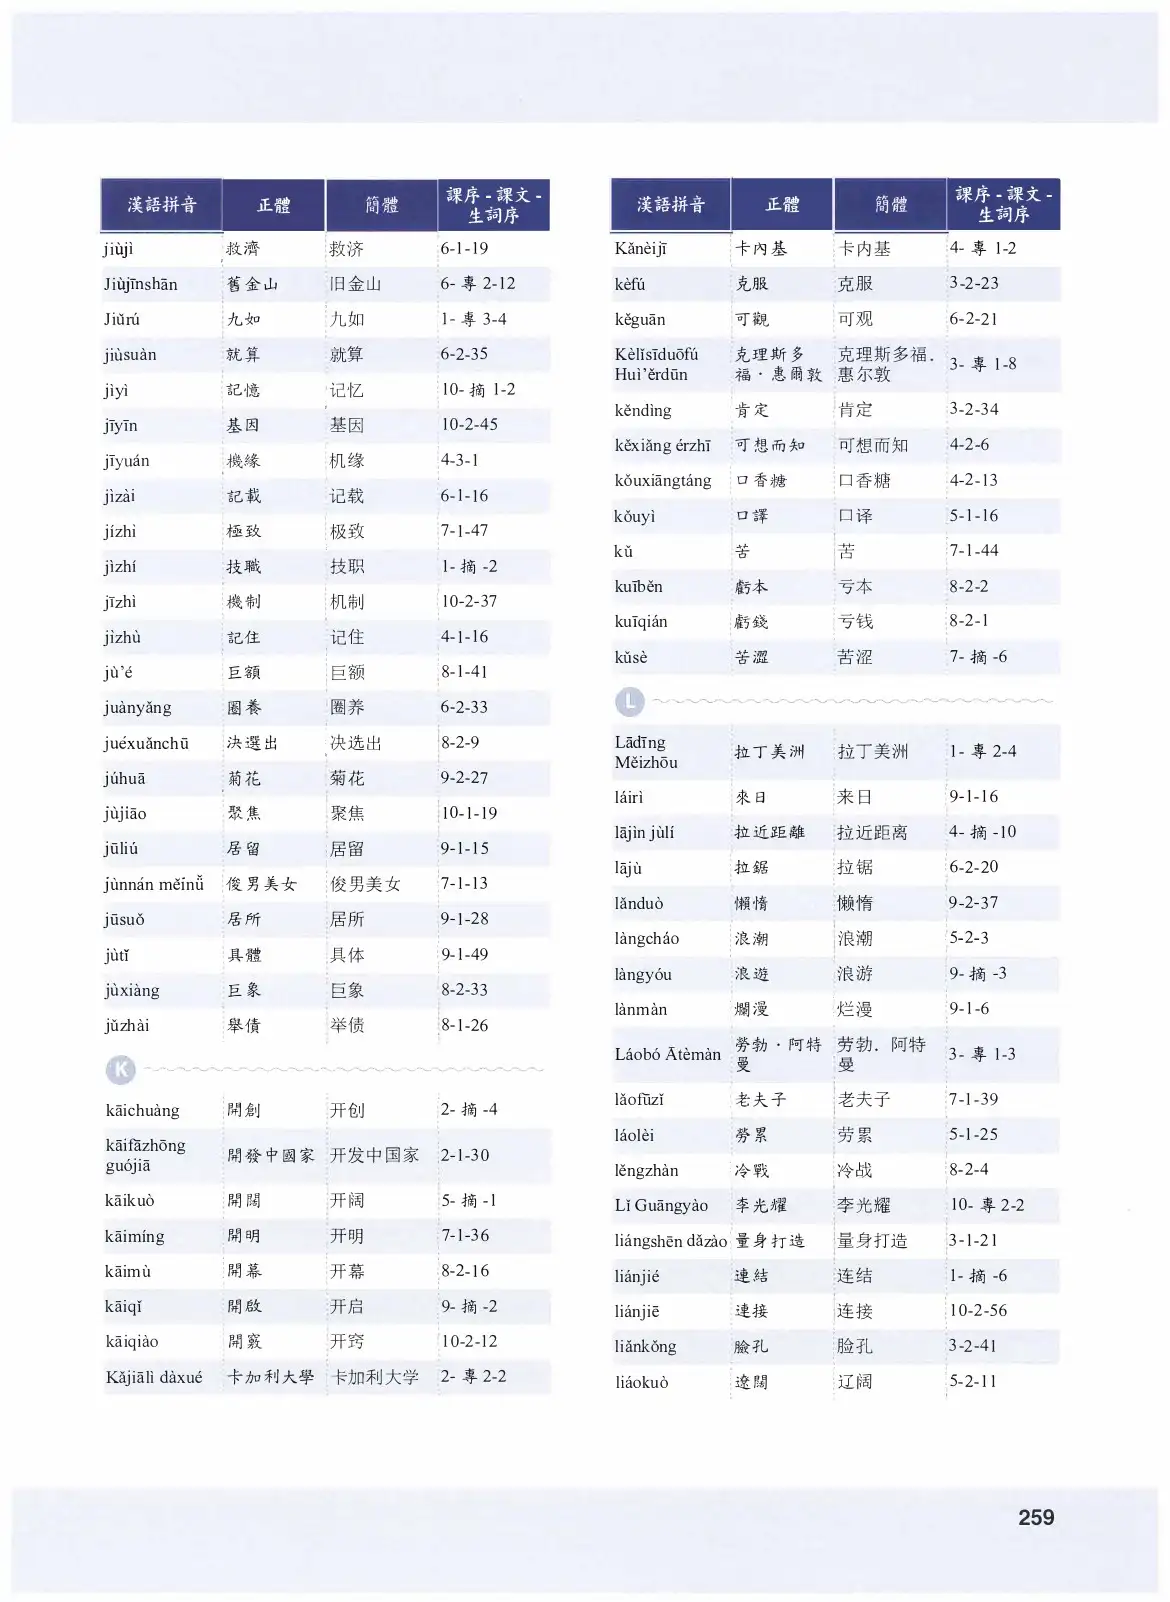 漢語拼音 正體 簡體 課序 - 課文 -
生詞序
jiùjì 救濟 救济 6-1-19
Jiùjīnshān 舊金山 旧金山 6- 專 2-12
Jiǔrú 九如 九如 1- 專 3-4
jiùsuàn 就算 就算 6-2-35
jìyì 記憶 记忆 10- 摘 1-2
jīyīn 基因 基因 10-2-45
jīyuán 機緣 机缘 4-3-1
jìzài 記載 记载 6-1-16
jízhì 極致 极致 7-1-47
jìzhí 技職 技职 1- 摘 -2
jīzhì 機制 机制 10-2-37
jìzhù 記住 记住 4-1-16
jù’é 巨額 巨额 8-1-41
juànyǎng 圈養 圈养 6-2-33
juéxuǎnchū 決選出 决选出 8-2-9
júhuā 菊花 菊花 9-2-27
jùjiāo 聚焦 聚焦 10-1-19
jūliú 居留 居留 9-1-15
jùnnán měinǚ 俊男美女 俊男美女 7-1-13
jūsuǒ 居所 居所 9-1-28
jùtǐ 具體 具体 9-1-49
jùxiàng 巨象 巨象 8-2-33
jǔzhài 舉債 举债 8-1-26
K
kāichuàng 開創 开创 2- 摘 -4
kāifāzhōng
guójiā 開發中國家 开发中国家 2-1-30
kāikuò 開闊 开阔 5- 摘 -1
kāimíng 開明 开明 7-1-36
kāimù 開幕 开幕 8-2-16
kāiqǐ 開啟 开启 9- 摘 -2
kāiqiào 開竅 开窍 10-2-12
Kǎjiālì dàxué 卡加利大學 卡加利大学 2- 專 2-2
漢語拼音 正體 簡體 課序 - 課文 -
生詞序
Kǎnèijī 卡內基 卡内基 4- 專 1-2
kèfú 克服 克服 3-2-23
kěguān 可觀 可观 6-2-21
Kèlǐsīduōfú 克理斯多 克理斯多福．
Huì’ěrdūn 福．惠爾敦 惠尔敦 3- 專 1-8
kěndìng 肯定 肯定 3-2-34
kěxiǎng érzhī 可想而知 可想而知 4-2-6
kǒuxiāngtáng 口香糖 口香糖 4-2-13
kǒuyì 口譯 口译 5-1-16
kǔ 苦 苦 7-1-44
kuīběn 虧本 亏本 8-2-2
kuīqián 虧錢 亏钱 8-2-1
kǔsè 苦澀 苦涩 7- 摘 -6
L
Lādīng
Měizhōu 拉丁美洲 拉丁美洲 1- 專 2-4
láirì 來日 来日 9-1-16
lājìn jùlí 拉近距離 拉近距离 4- 摘 -10
lājù 拉鋸 拉锯 6-2-20
lǎnduò 懶惰 懒惰 9-2-37
làngcháo 浪潮 浪潮 5-2-3
làngyóu 浪遊 浪游 9- 摘 -3
lànmàn 爛漫 烂漫 9-1-6
Láobó Ātèmàn 勞勃．阿特 劳勃．阿特 3- 專 1-3
曼 曼
lǎofūzǐ 老夫子 老夫子 7-1-39
láolèi 勞累 劳累 5-1-25
lěngzhàn 冷戰 冷战 8-2-4
Lǐ Guāngyào 李光耀 李光耀 10- 專 2-2
liángshēn dǎzào 量身打造 量身打造 3-1-21
liánjié 連結 连结 1- 摘 -6
liánjiē 連接 连接 10-2-56
liǎnkǒng 臉孔 脸孔 3-2-41
liáokuò 遼闊 辽阔 5-2-11
259